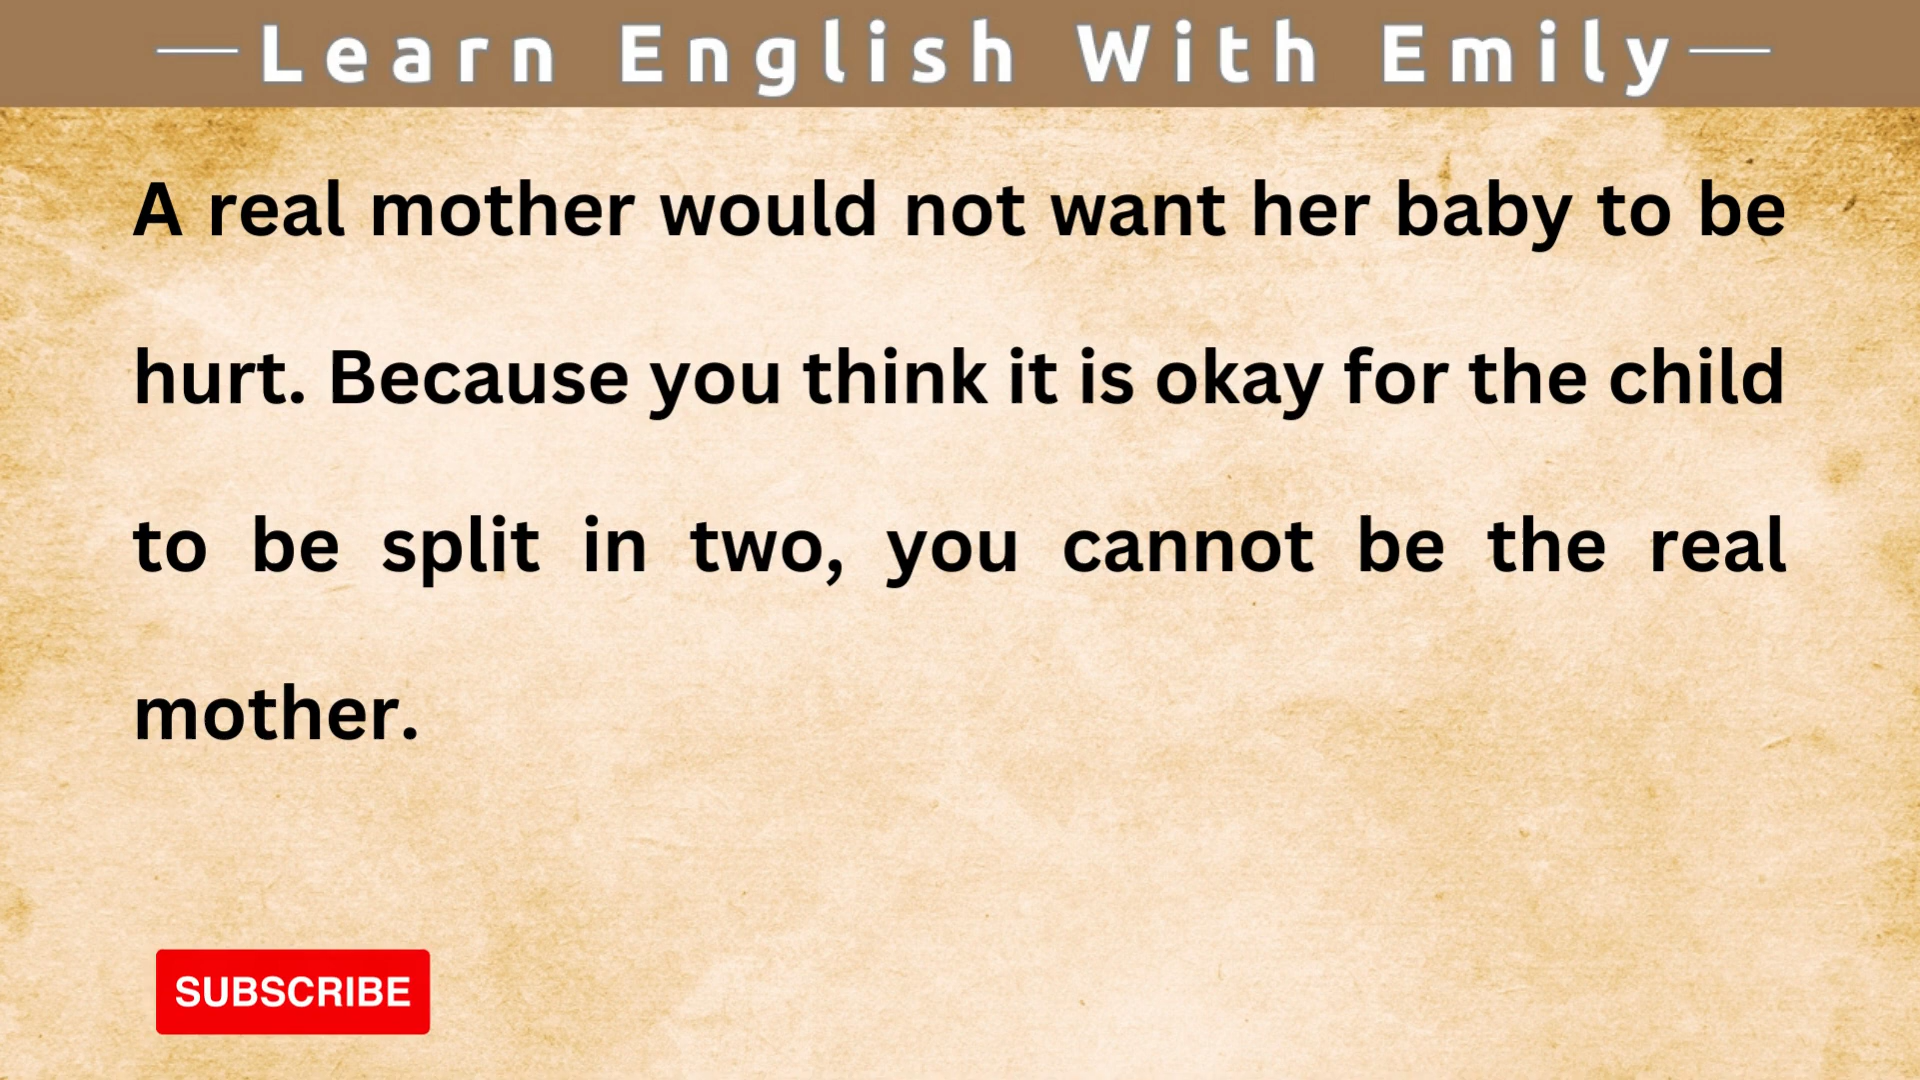 Learn English With Emily
A real mother would not want her baby to be
hurt. Because you think it is okay for the child
to be split in two, you cannot be the real
mother.
SUBSCRIBE